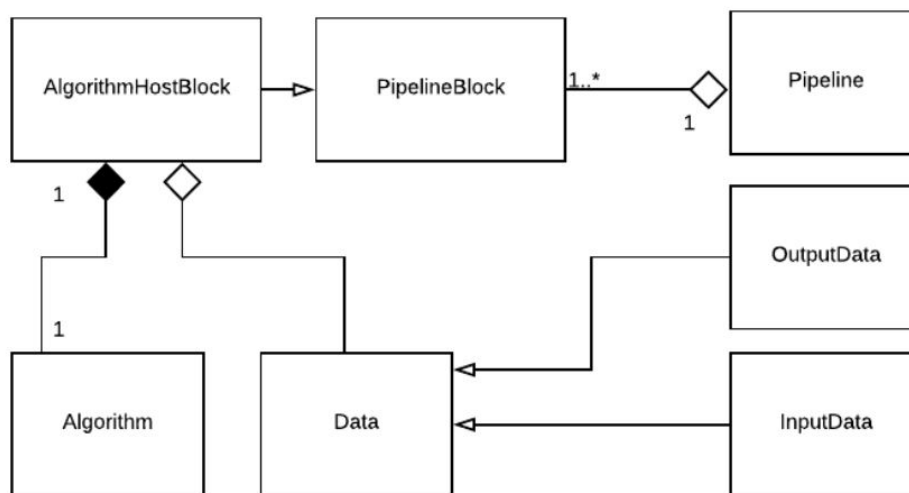 AlgorithmHostBlock
PipelineBlock
1..*
1
Pipeline
1
OutputData
1
Algorithm
Data
InputData